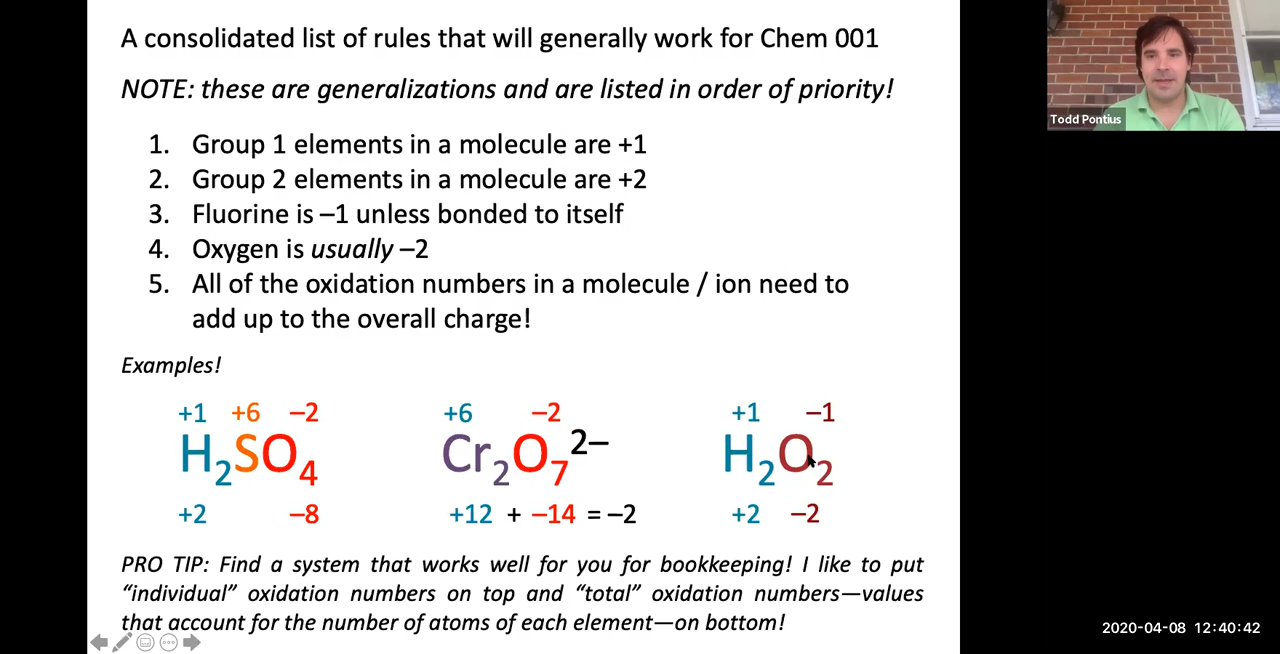 A consolidated list of rules that will generally work for Chem 001
NOTE: these are generalizations and are listed in order of priority!
1. Group 1 elements in a molecule are +1
2. Group 2 elements in a molecule are +2
3. Fluorine is –1 unless bonded to itself
4. Oxygen is usually –2
5. All of the oxidation numbers in a molecule / ion need to
add up to the overall charge!
Examples!
+1 +6 –2 +6 –2 +1 –1
H₂SO₄ Cr₂O₇²⁻ H₂O₂
+2 –8 +12 + –14 = –2 +2 –2
PRO TIP: Find a system that works well for you for bookkeeping! I like to put
“individual” oxidation numbers on top and “total” oxidation numbers—values
that account for the number of atoms of each element—on bottom!
Todd Pontius
2020-04-08 12:40:42